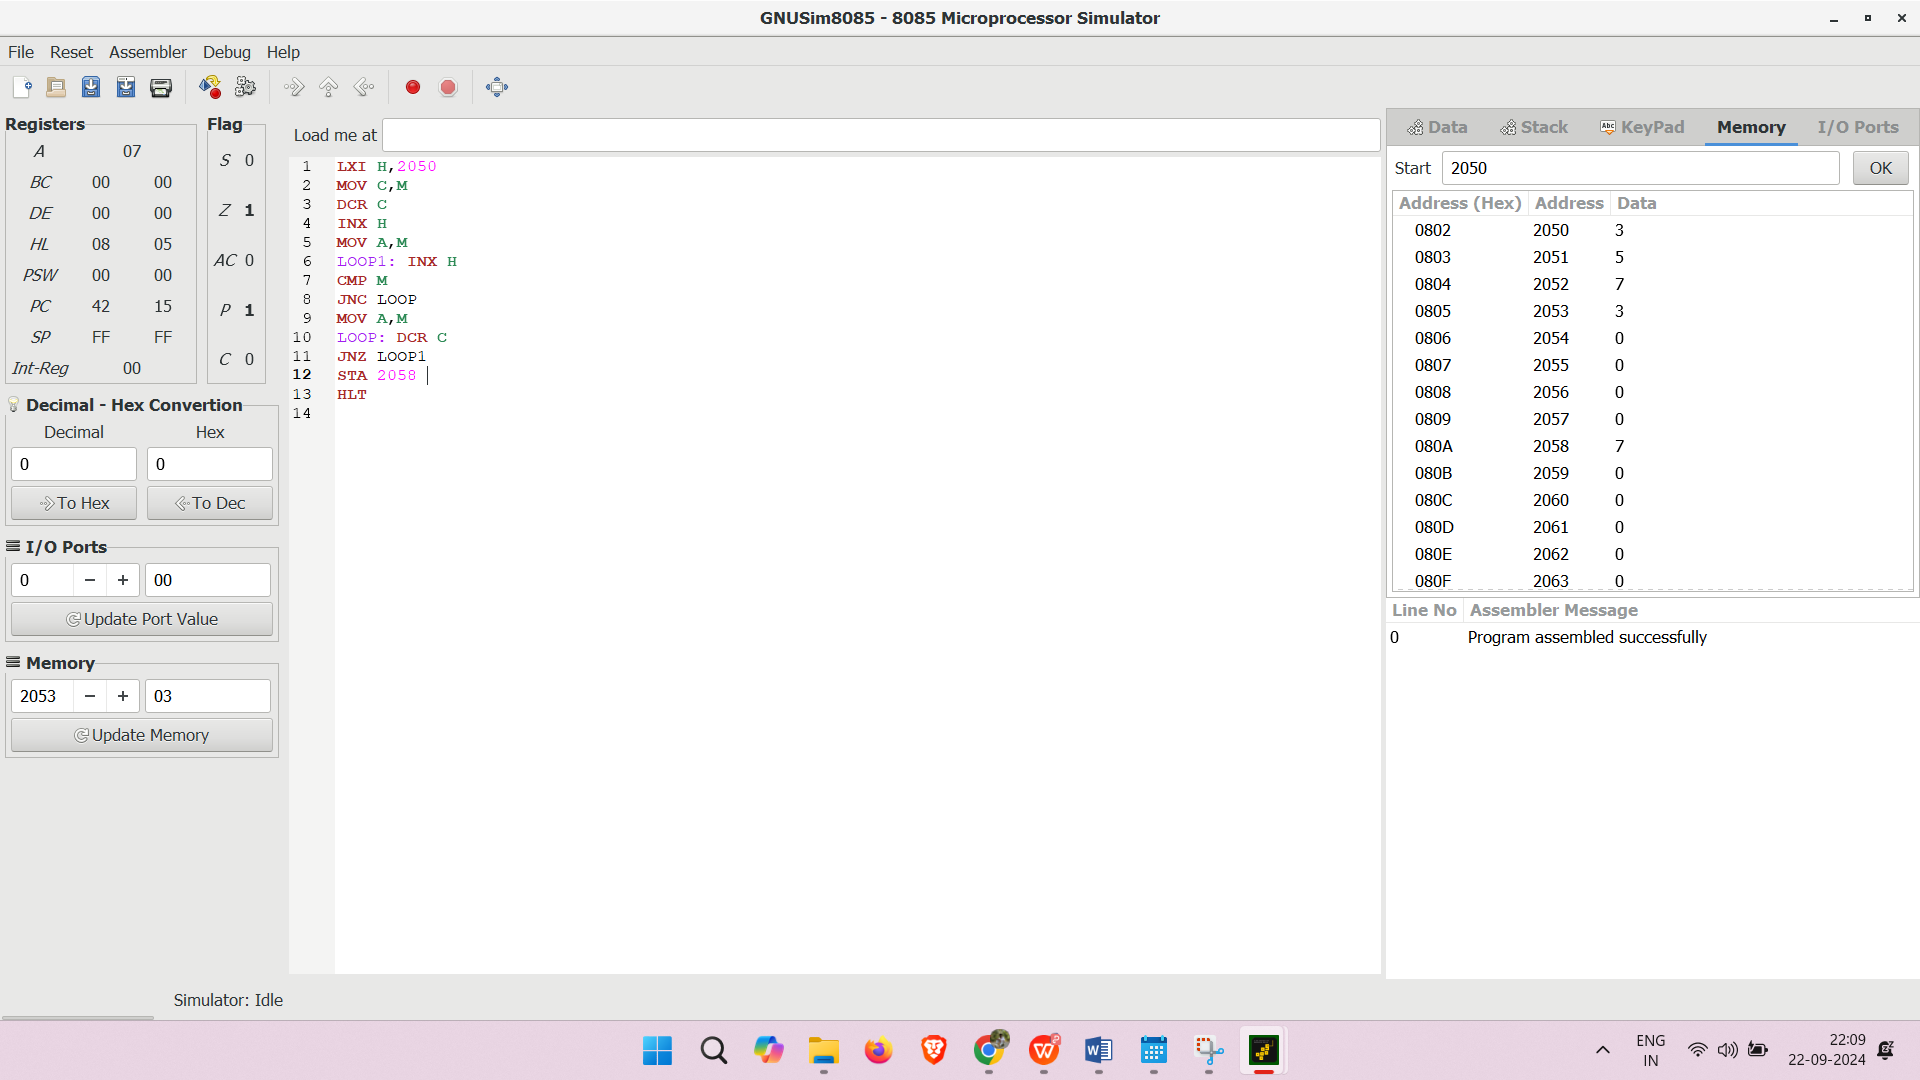 GNUSim8085 - 8085 Microprocessor Simulator
File Reset Assembler Debug Help
Registers
A 07
BC 00 00
DE 00 00
HL 08 05
PSW 00 00
PC 42 15
SP FF FF
Int-Reg 00
Flag
S 0
Z 1
AC 0
P 1
C 0
Decimal - Hex Convertion
Decimal Hex
0 0
To Hex To Dec
I/O Ports
0 − + 00
Update Port Value
Memory
2053 − + 03
Update Memory
Load me at
1 LXI H,2050
2 MOV C,M
3 DCR C
4 INX H
5 MOV A,M
6 LOOP1: INX H
7 CMP M
8 JNC LOOP
9 MOV A,M
10 LOOP: DCR C
11 JNZ LOOP1
12 STA 2058
13 HLT
14
Data Stack Abc KeyPad Memory I/O Ports
Start 2050 OK
Address (Hex) Address Data
0802 2050 3
0803 2051 5
0804 2052 7
0805 2053 3
0806 2054 0
0807 2055 0
0808 2056 0
0809 2057 0
080A 2058 7
080B 2059 0
080C 2060 0
080D 2061 0
080E 2062 0
080F 2063 0
Line No Assembler Message
0 Program assembled successfully
Simulator: Idle
ENG
IN
22:09
22-09-2024